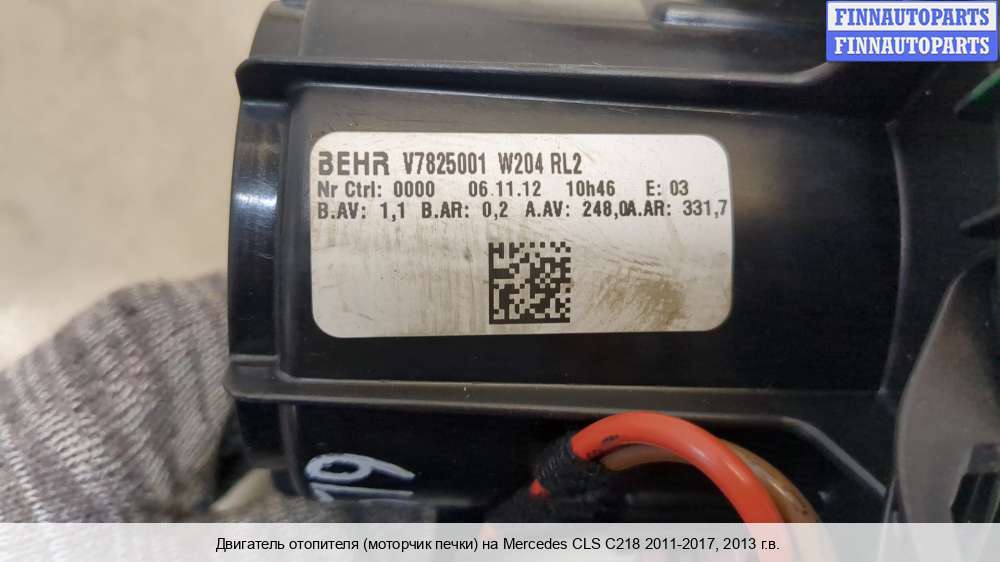 FINNAUTOPARTS
FINNAUTOPARTS
BEHR V7825001 W204 RL2
Nr Ctrl: 0000 06.11.12 10h46 E: 03
B.AV: 1,1 B.AR: 0,2 A.AV: 248,0A.AR: 331,7
19
Двигатель отопителя (моторчик печки) на Mercedes CLS C218 2011-2017, 2013 г.в.